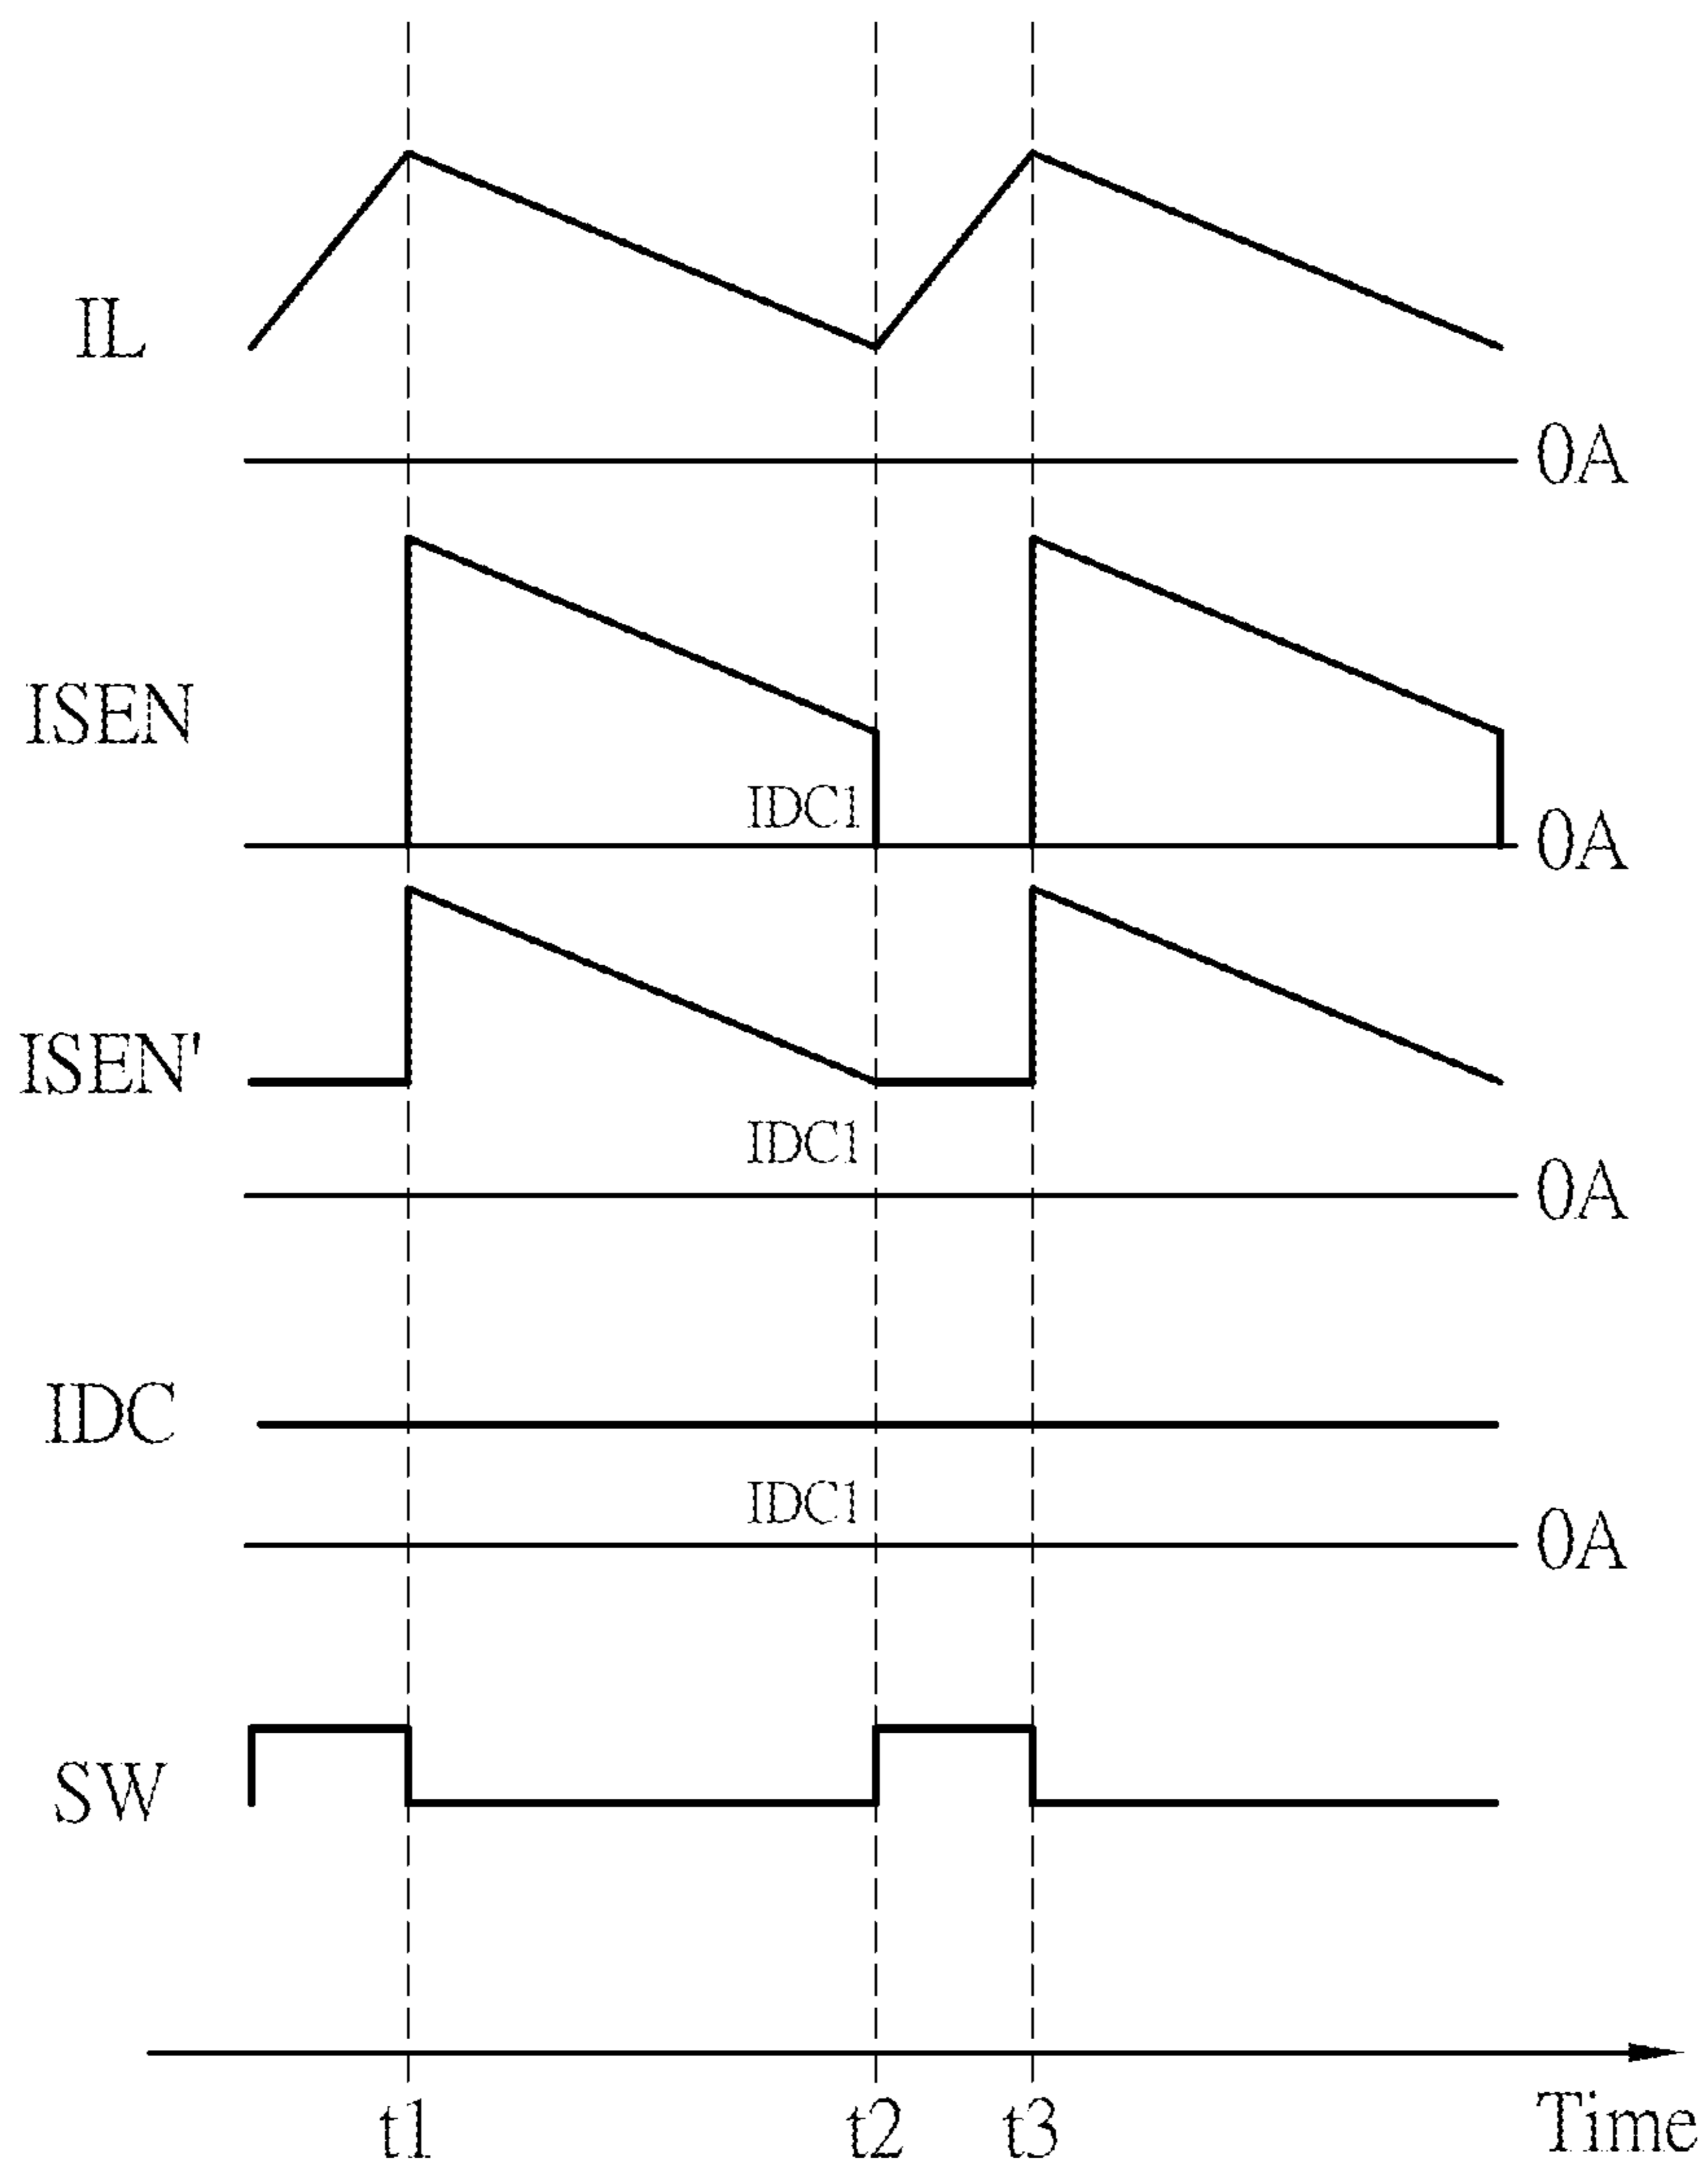 IL
0A
ISEN
IDC1
0A
ISEN'
IDC1
0A
IDC
IDC1
0A
SW
t1 t2 t3 Time